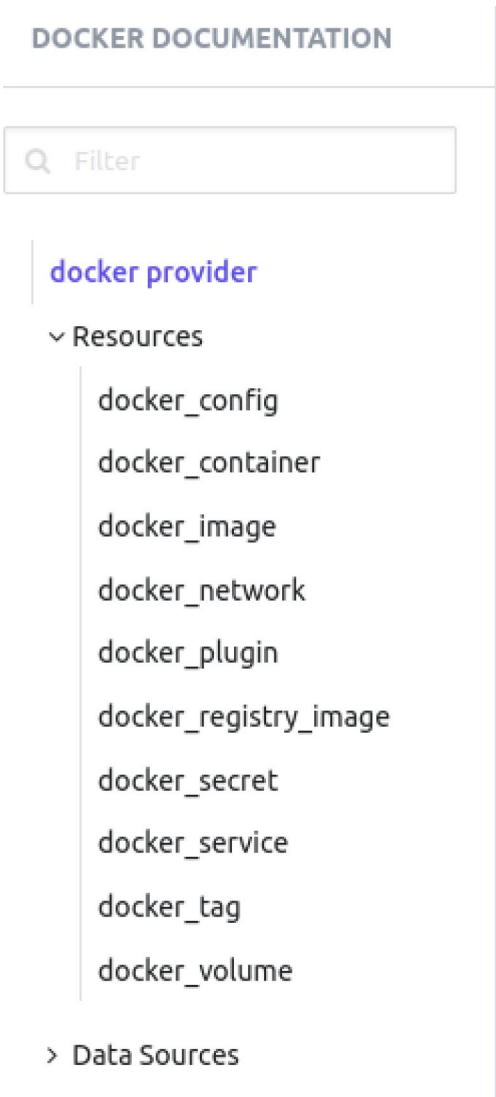 DOCKER DOCUMENTATION
Filter
docker provider
Resources
docker_config
docker_container
docker_image
docker_network
docker_plugin
docker_registry_image
docker_secret
docker_service
docker_tag
docker_volume
Data Sources